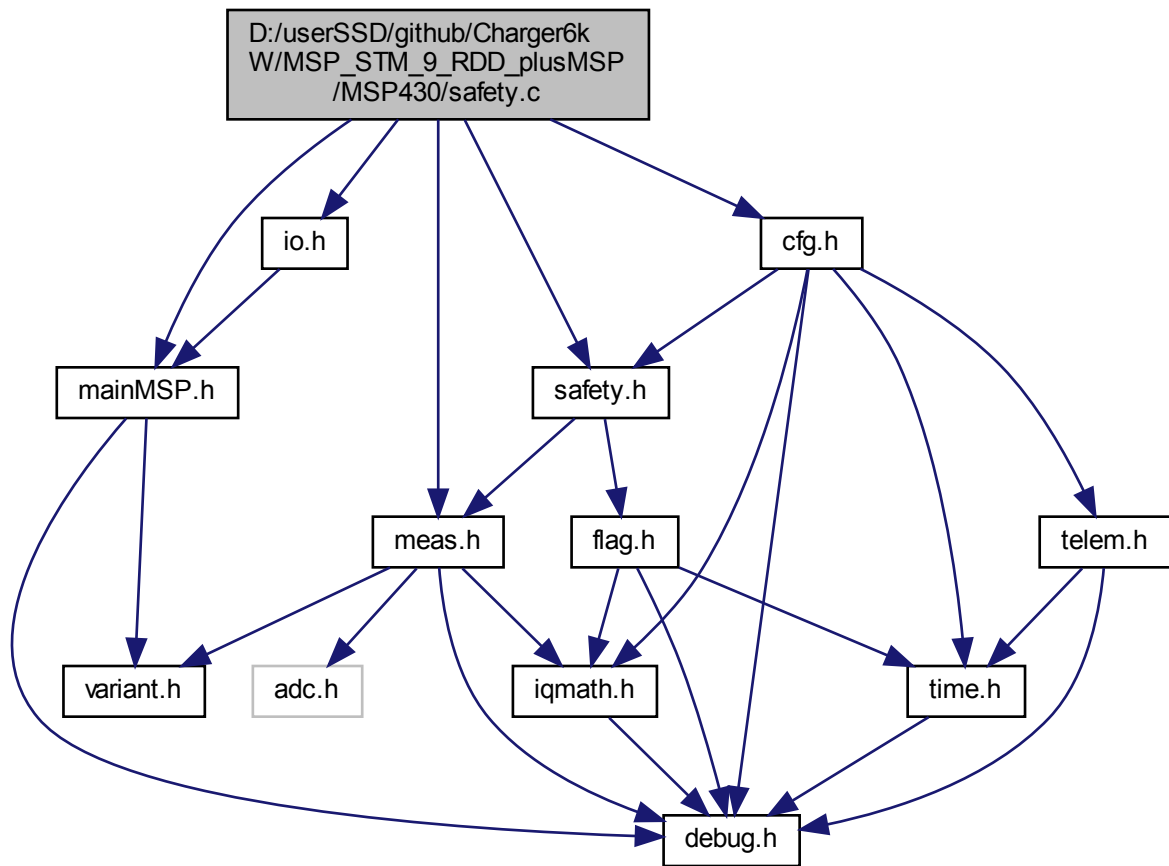 D:/userSSD/github/Charger6k
W/MSP_STM_9_RDD_plusMSP
/MSP430/safety.c
io.h
cfg.h
mainMSP.h
safety.h
meas.h
flag.h
telem.h
variant.h
adc.h
iqmath.h
time.h
debug.h